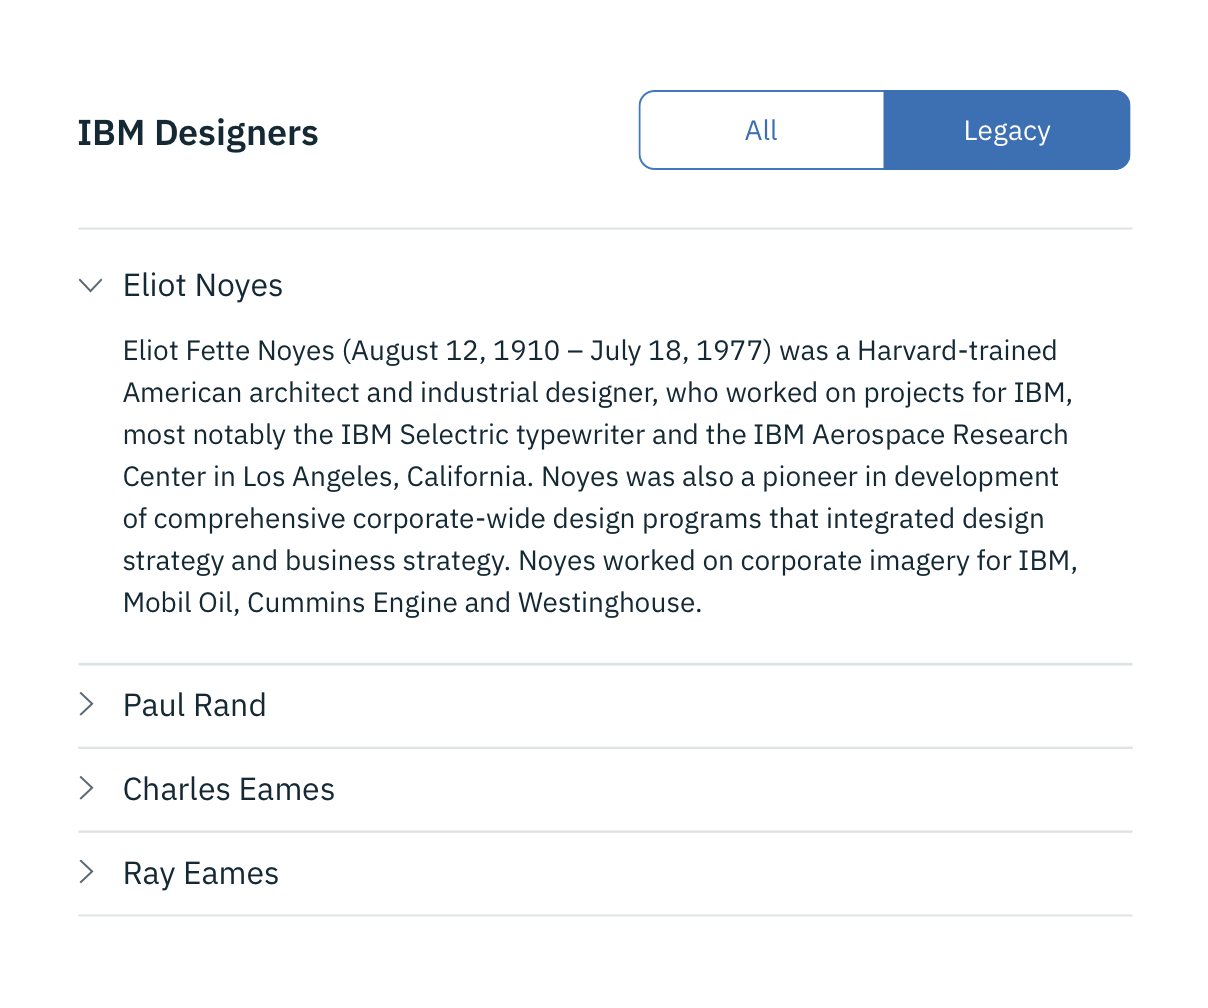 IBM Designers
All
Legacy
Eliot Noyes
Eliot Fette Noyes (August 12, 1910 – July 18, 1977) was a Harvard-trained
American architect and industrial designer, who worked on projects for IBM,
most notably the IBM Selectric typewriter and the IBM Aerospace Research
Center in Los Angeles, California. Noyes was also a pioneer in development
of comprehensive corporate-wide design programs that integrated design
strategy and business strategy. Noyes worked on corporate imagery for IBM,
Mobil Oil, Cummins Engine and Westinghouse.
Paul Rand
Charles Eames
Ray Eames